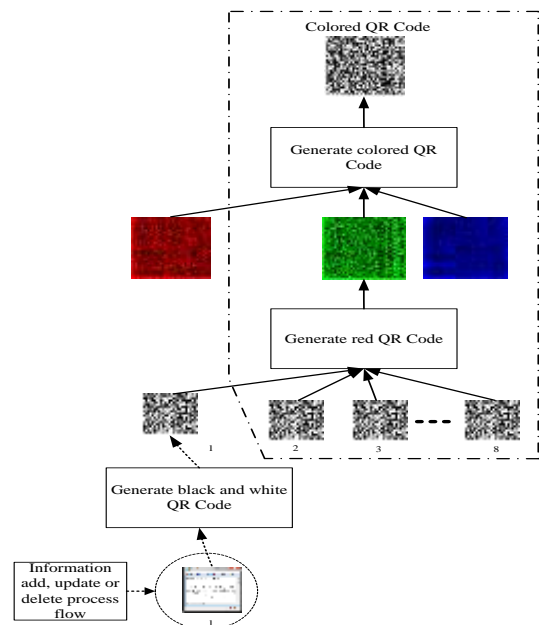 Colored QR Code
Generate colored QR
Code
Generate red QR Code
1
2
3
8
Generate black and white
QR Code
Information
add, update or
delete process
flow
1